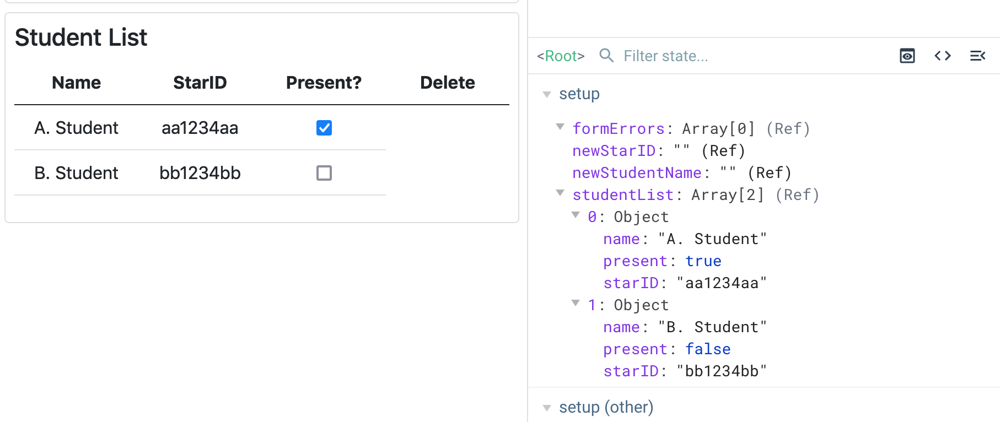 Student List
Name StarID Present? Delete
A. Student aa1234aa
B. Student bb1234bb
<Root> Filter state...
setup
formErrors: Array[0] (Ref)
newStarID: "" (Ref)
newStudentName: "" (Ref)
studentList: Array[2] (Ref)
0: Object
name: "A. Student"
present: true
starID: "aa1234aa"
1: Object
name: "B. Student"
present: false
starID: "bb1234bb"
setup (other)